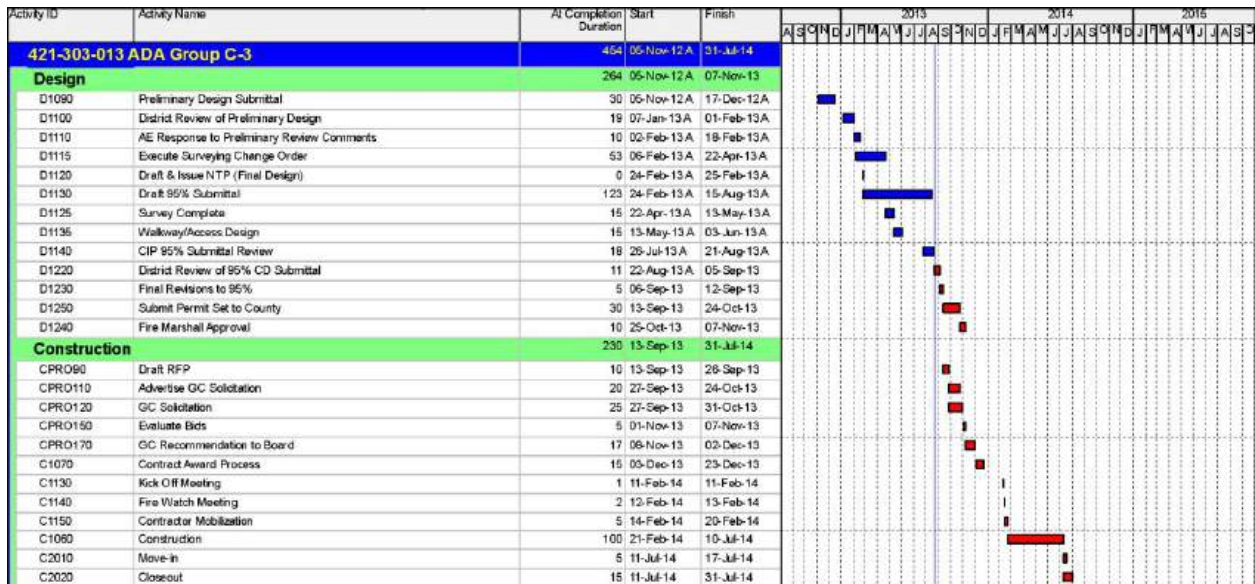 Activity ID Activity Name At Completion Start Finish 2013 2014 2015
Duration A S O N D J F M A M J J A S O N D J F M A M J J A S O N D J F M A M J J A S O
421-303-013 ADA Group C-3 454 05-Nov-12 A 31-Jul-14
Design 264 05-Nov-12 A 07-Nov-13
D1090 Preliminary Design Submittal 30 05-Nov-12 A 17-Dec-12 A
D1100 District Review of Preliminary Design 19 07-Jan-13 A 01-Feb-13 A
D1110 AE Response to Preliminary Review Comments 10 02-Feb-13 A 18-Feb-13 A
D1115 Execute Surveying Change Order 53 06-Feb-13 A 22-Apr-13 A
D1120 Draft & Issue NTP (Final Design) 0 24-Feb-13 A 25-Feb-13 A
D1130 Draft 95% Submittal 123 24-Feb-13 A 15-Aug-13 A
D1125 Survey Complete 15 22-Apr-13 A 13-May-13 A
D1135 Walkway/Access Design 15 13-May-13 A 03-Jun-13 A
D1140 CIP 95% Submittal Review 18 26-Jul-13 A 21-Aug-13 A
D1220 District Review of 95% CD Submittal 11 22-Aug-13 A 05-Sep-13
D1230 Final Revisions to 95% 5 06-Sep-13 12-Sep-13
D1250 Submit Permit Set to County 30 13-Sep-13 24-Oct-13
D1240 Fire Marshall Approval 10 25-Oct-13 07-Nov-13
Construction 230 13-Sep-13 31-Jul-14
CPRO90 Draft RFP 10 13-Sep-13 26-Sep-13
CPRO110 Advertise GC Solicitation 20 27-Sep-13 24-Oct-13
CPRO120 GC Solicitation 25 27-Sep-13 31-Oct-13
CPRO150 Evaluate Bids 5 01-Nov-13 07-Nov-13
CPRO170 GC Recommendation to Board 17 08-Nov-13 02-Dec-13
C1070 Contract Award Process 15 03-Dec-13 23-Dec-13
C1130 Kick Off Meeting 1 11-Feb-14 11-Feb-14
C1140 Fire Watch Meeting 2 12-Feb-14 13-Feb-14
C1150 Contractor Mobilization 5 14-Feb-14 20-Feb-14
C1060 Construction 100 21-Feb-14 10-Jul-14
C2010 Move-in 5 11-Jul-14 17-Jul-14
C2020 Closeout 15 11-Jul-14 31-Jul-14